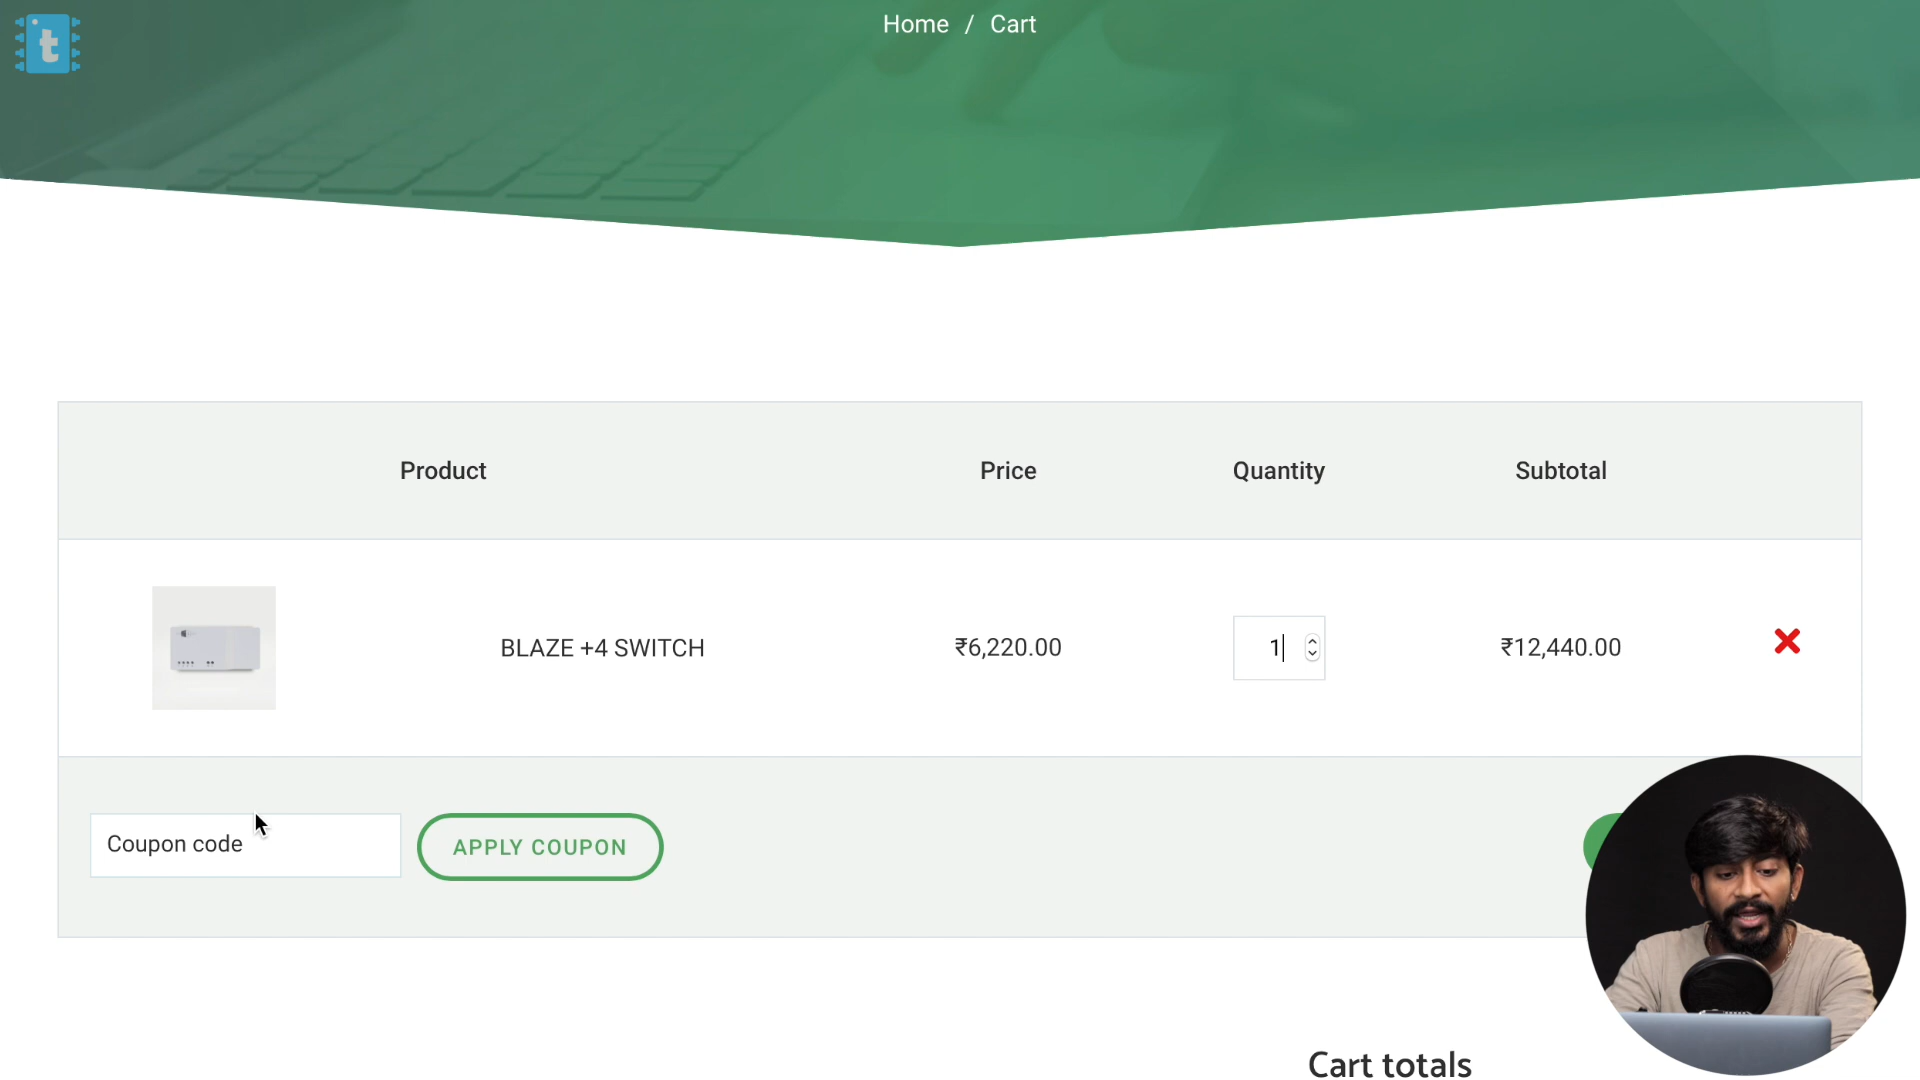 t
Home / Cart
Product Price Quantity Subtotal
BLAZE +4 SWITCH ₹6,220.00 1 ₹12,440.00
Coupon code APPLY COUPON
Cart totals